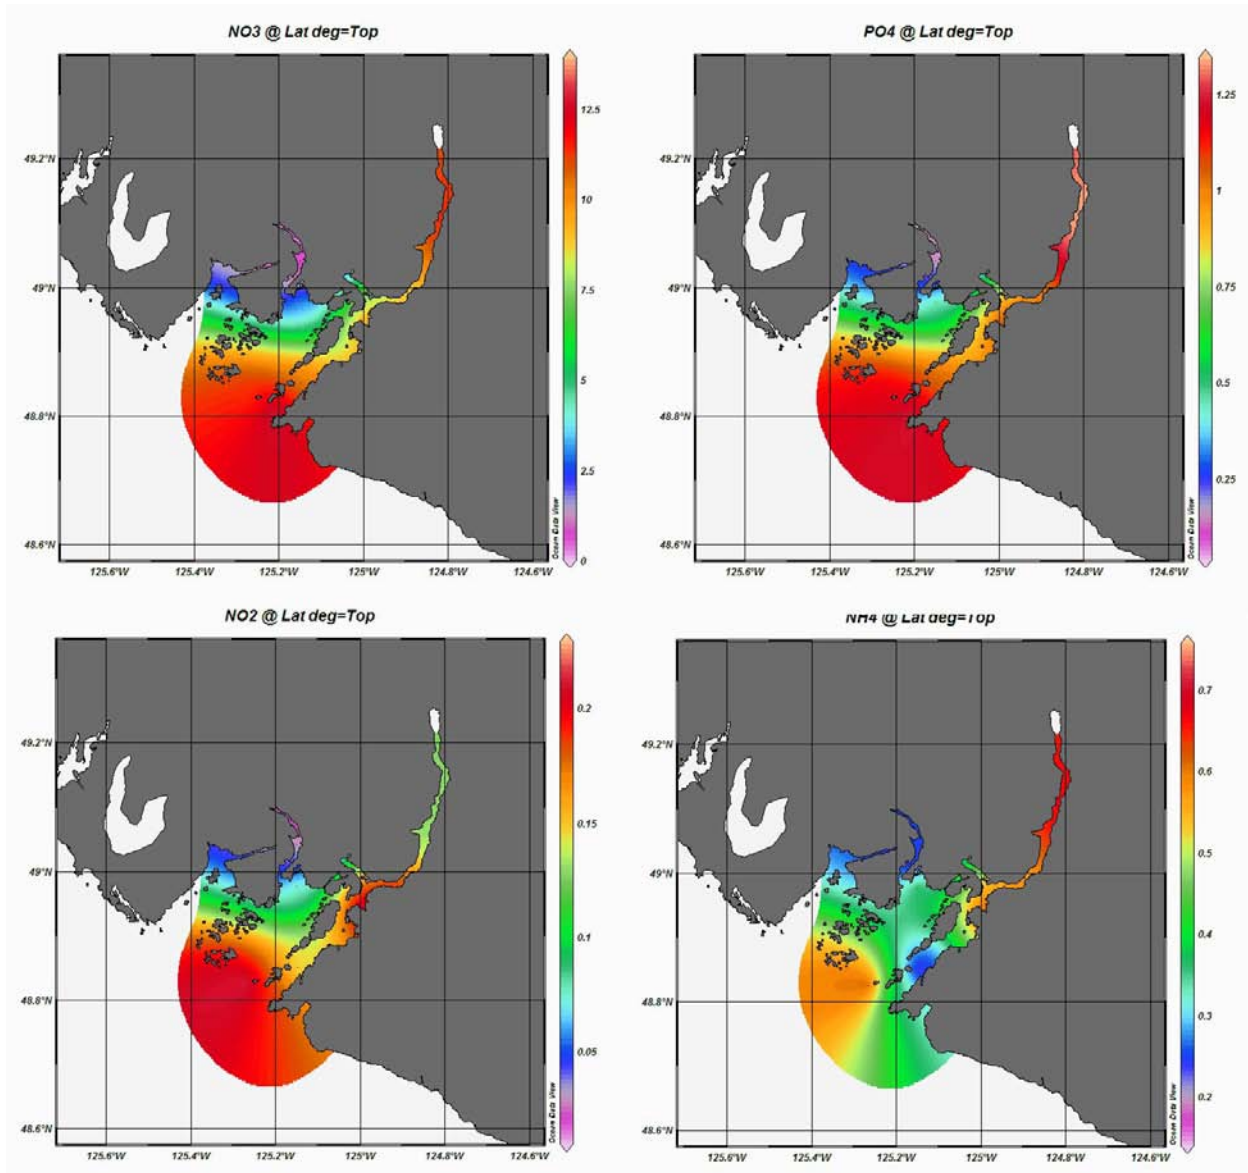 NO3 @ Lat deg=Top
12.5
10
7.5
5
2.5
0
49.2°N
49°N
48.8°N
48.6°N
125.6°W
125.4°W
125.2°W
125°W
124.8°W
124.6°W
Ocean Data View
PO4 @ Lat deg=Top
1.25
1
0.75
0.5
0.25
49.2°N
49°N
48.8°N
48.6°N
125.6°W
125.4°W
125.2°W
125°W
124.8°W
124.6°W
Ocean Data View
NO2 @ Lat deg=Top
0.2
0.15
0.1
0.05
49.2°N
49°N
48.8°N
48.6°N
125.6°W
125.4°W
125.2°W
125°W
124.8°W
124.6°W
Ocean Data View
NH4 @ Lat deg=Top
0.7
0.6
0.5
0.4
0.3
0.2
49.2°N
49°N
48.8°N
48.6°N
125.6°W
125.4°W
125.2°W
125°W
124.8°W
124.6°W
Ocean Data View